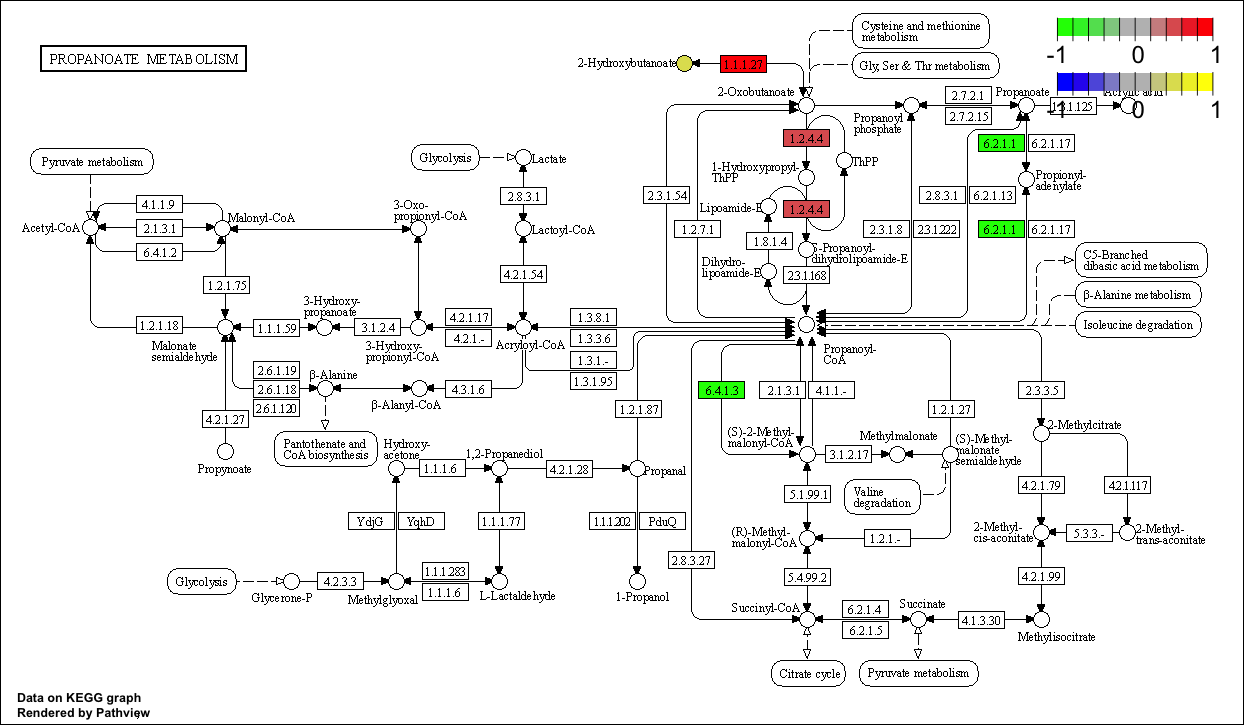 PROPANOATE METABOLISM
Cysteine and methionine
metabolism
Gly, Ser & Thr metabolism
-1 0 1
-1 0 1
2-Hydroxybutanoate
1.1.1.27
2-Oxobutanoate
2.7.2.1
2.7.2.15
Propanoyl
phosphate
Propanoate
1.3.1.125
Acrylic acid
1.2.4.4
ThPP
1-Hydroxypropyl-
ThPP
6.2.1.1
6.2.1.17
Propionyl-
adenylate
Pyruvate metabolism
Glycolysis
Lactate
2.8.3.1
2.3.1.54
1.2.7.1
Lipoamide-E
1.2.4.4
1.8.1.4
5-Propanoyl-
dihydrolipoamide-E
Dihydro-
lipoamide-E
2.3.1.168
2.8.3.1
6.2.1.13
2.3.1.8
2.3.1.222
6.2.1.1
6.2.1.17
4.1.1.9
2.1.3.1
6.4.1.2
Acetyl-CoA
Malonyl-CoA
3-Oxo-
propionyl-CoA
Lactoyl-CoA
4.2.1.54
C5-Branched
dibasic acid metabolism
β-Alanine metabolism
Isoleucine degradation
1.2.1.75
1.2.1.18
Malonate
semialdehyde
1.1.1.59
3-Hydroxy-
propanoate
3.1.2.4
3-Hydroxy-
propionyl-CoA
4.2.1.17
4.2.1.-
Acryloyl-CoA
1.3.8.1
1.3.3.6
1.3.1.-
1.3.1.95
Propanoyl-
CoA
2.6.1.19
2.6.1.18
2.6.1.120
β-Alanine
β-Alanyl-CoA
4.3.1.6
4.2.1.27
Propynoate
Pantothenate and
CoA biosynthesis
1.2.1.87
6.4.1.3
2.1.3.1
4.1.1.-
1.2.1.27
2.3.3.5
(S)-2-Methyl-
malonyl-CoA
3.1.2.17
Methylmalonate
(S)-Methyl-
malonate
semialdehyde
2-Methylcitrate
Hydroxy-
acetone
1.1.1.6
1,2-Propanediol
4.2.1.28
Propanal
5.1.99.1
Valine
degradation
4.2.1.79
4.2.1.117
YdjG
YqhD
1.1.1.77
1.1.1.202
PduQ
(R)-Methyl-
malonyl-CoA
1.2.1.-
2-Methyl-
cis-aconitate
5.3.3.-
2-Methyl-
trans-aconitate
2.8.3.27
5.4.99.2
4.2.1.99
Glycolysis
Glycerone-P
4.2.3.3
Methylglyoxal
1.1.1.283
1.1.1.6
L-Lactaldehyde
1-Propanol
Succinyl-CoA
6.2.1.4
6.2.1.5
Succinate
4.1.3.30
Methylisocitrate
Citrate cycle
Pyruvate metabolism
Data on KEGG graph
Rendered by Pathview